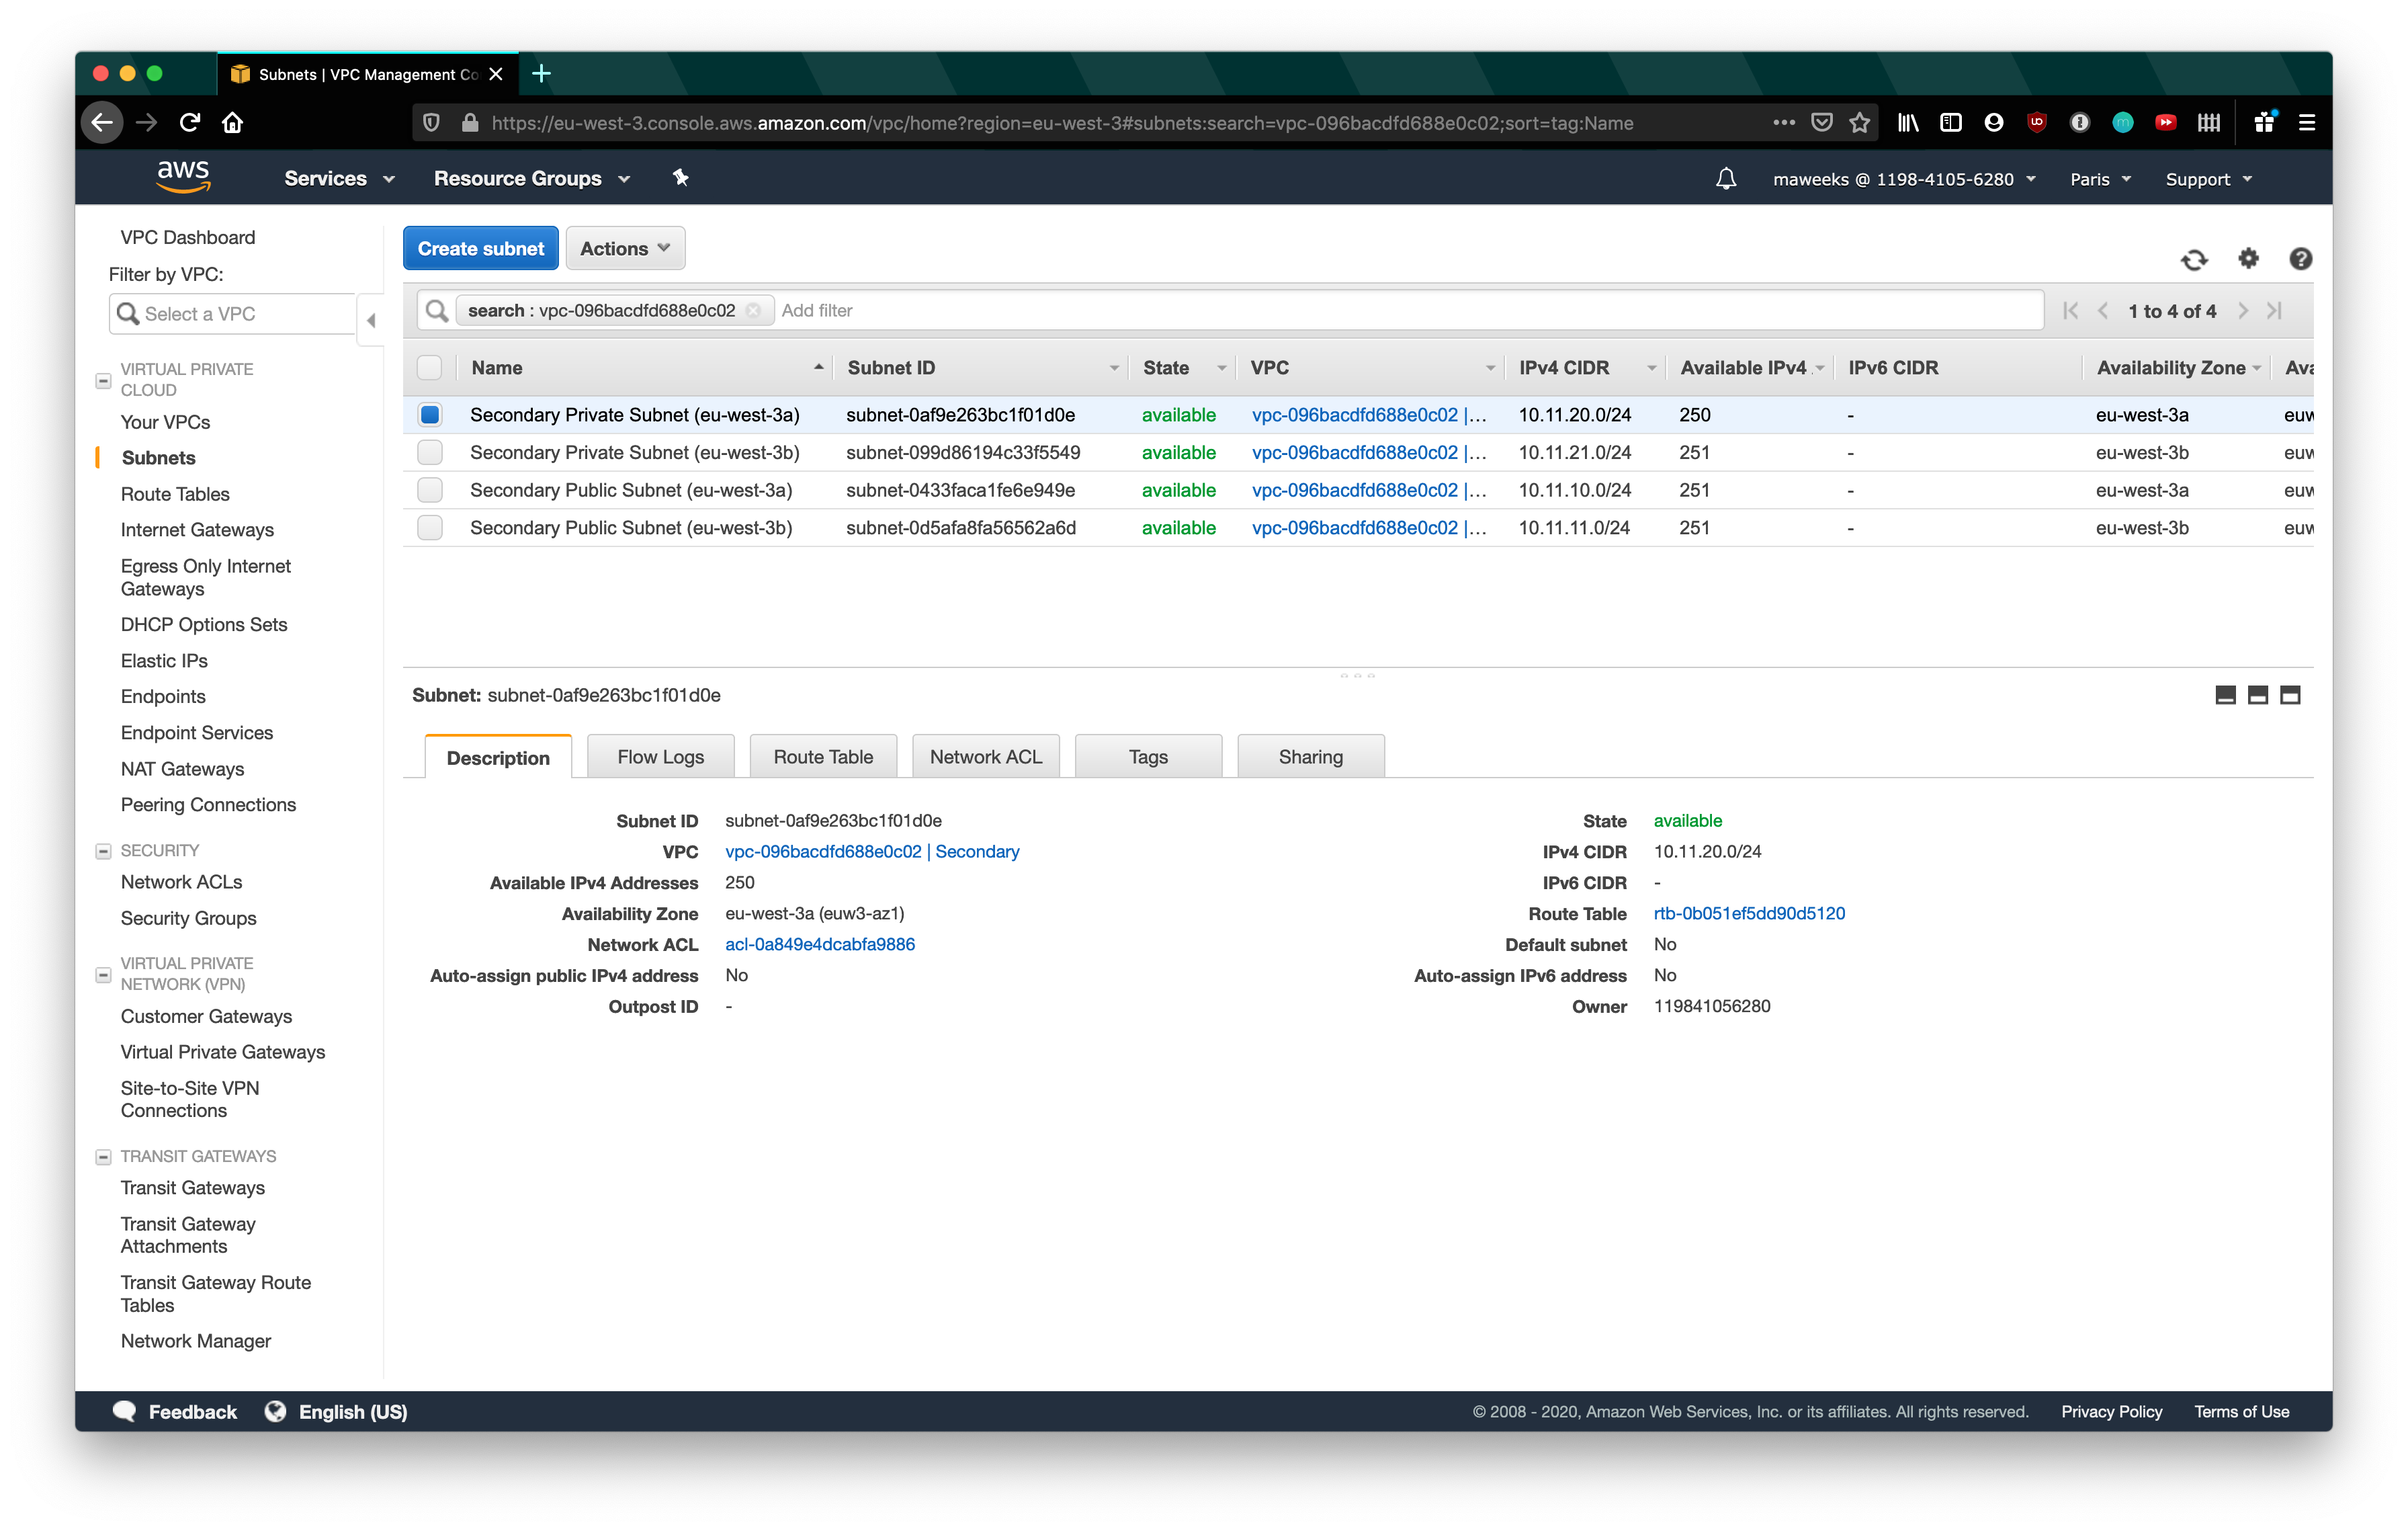 Subnets | VPC Management Co
https://eu-west-3.console.aws.amazon.com/vpc/home?region=eu-west-3#subnets:search=vpc-096bacdfd688e0c02;sort=tag:Name
aws Services Resource Groups maweeks @ 1198-4105-6280 Paris Support
VPC Dashboard
Filter by VPC:
Select a VPC
VIRTUAL PRIVATE
CLOUD
Your VPCs
Subnets
Route Tables
Internet Gateways
Egress Only Internet
Gateways
DHCP Options Sets
Elastic IPs
Endpoints
Endpoint Services
NAT Gateways
Peering Connections
SECURITY
Network ACLs
Security Groups
VIRTUAL PRIVATE
NETWORK (VPN)
Customer Gateways
Virtual Private Gateways
Site-to-Site VPN
Connections
TRANSIT GATEWAYS
Transit Gateways
Transit Gateway
Attachments
Transit Gateway Route
Tables
Network Manager
Create subnet Actions
search : vpc-096bacdfd688e0c02 Add filter 1 to 4 of 4
Name Subnet ID State VPC IPv4 CIDR Available IPv4 IPv6 CIDR Availability Zone Ava
Secondary Private Subnet (eu-west-3a) subnet-0af9e263bc1f01d0e available vpc-096bacdfd688e0c02 |... 10.11.20.0/24 250 - eu-west-3a euw
Secondary Private Subnet (eu-west-3b) subnet-099d86194c33f5549 available vpc-096bacdfd688e0c02 |... 10.11.21.0/24 251 - eu-west-3b euw
Secondary Public Subnet (eu-west-3a) subnet-0433faca1fe6e949e available vpc-096bacdfd688e0c02 |... 10.11.10.0/24 251 - eu-west-3a euw
Secondary Public Subnet (eu-west-3b) subnet-0d5afa8fa56562a6d available vpc-096bacdfd688e0c02 |... 10.11.11.0/24 251 - eu-west-3b euw
Subnet: subnet-0af9e263bc1f01d0e
Description Flow Logs Route Table Network ACL Tags Sharing
Subnet ID subnet-0af9e263bc1f01d0e State available
VPC vpc-096bacdfd688e0c02 | Secondary IPv4 CIDR 10.11.20.0/24
Available IPv4 Addresses 250 IPv6 CIDR -
Availability Zone eu-west-3a (euw3-az1) Route Table rtb-0b051ef5dd90d5120
Network ACL acl-0a849e4dcabfa9886 Default subnet No
Auto-assign public IPv4 address No Auto-assign IPv6 address No
Outpost ID - Owner 119841056280
Feedback English (US) © 2008 - 2020, Amazon Web Services, Inc. or its affiliates. All rights reserved. Privacy Policy Terms of Use